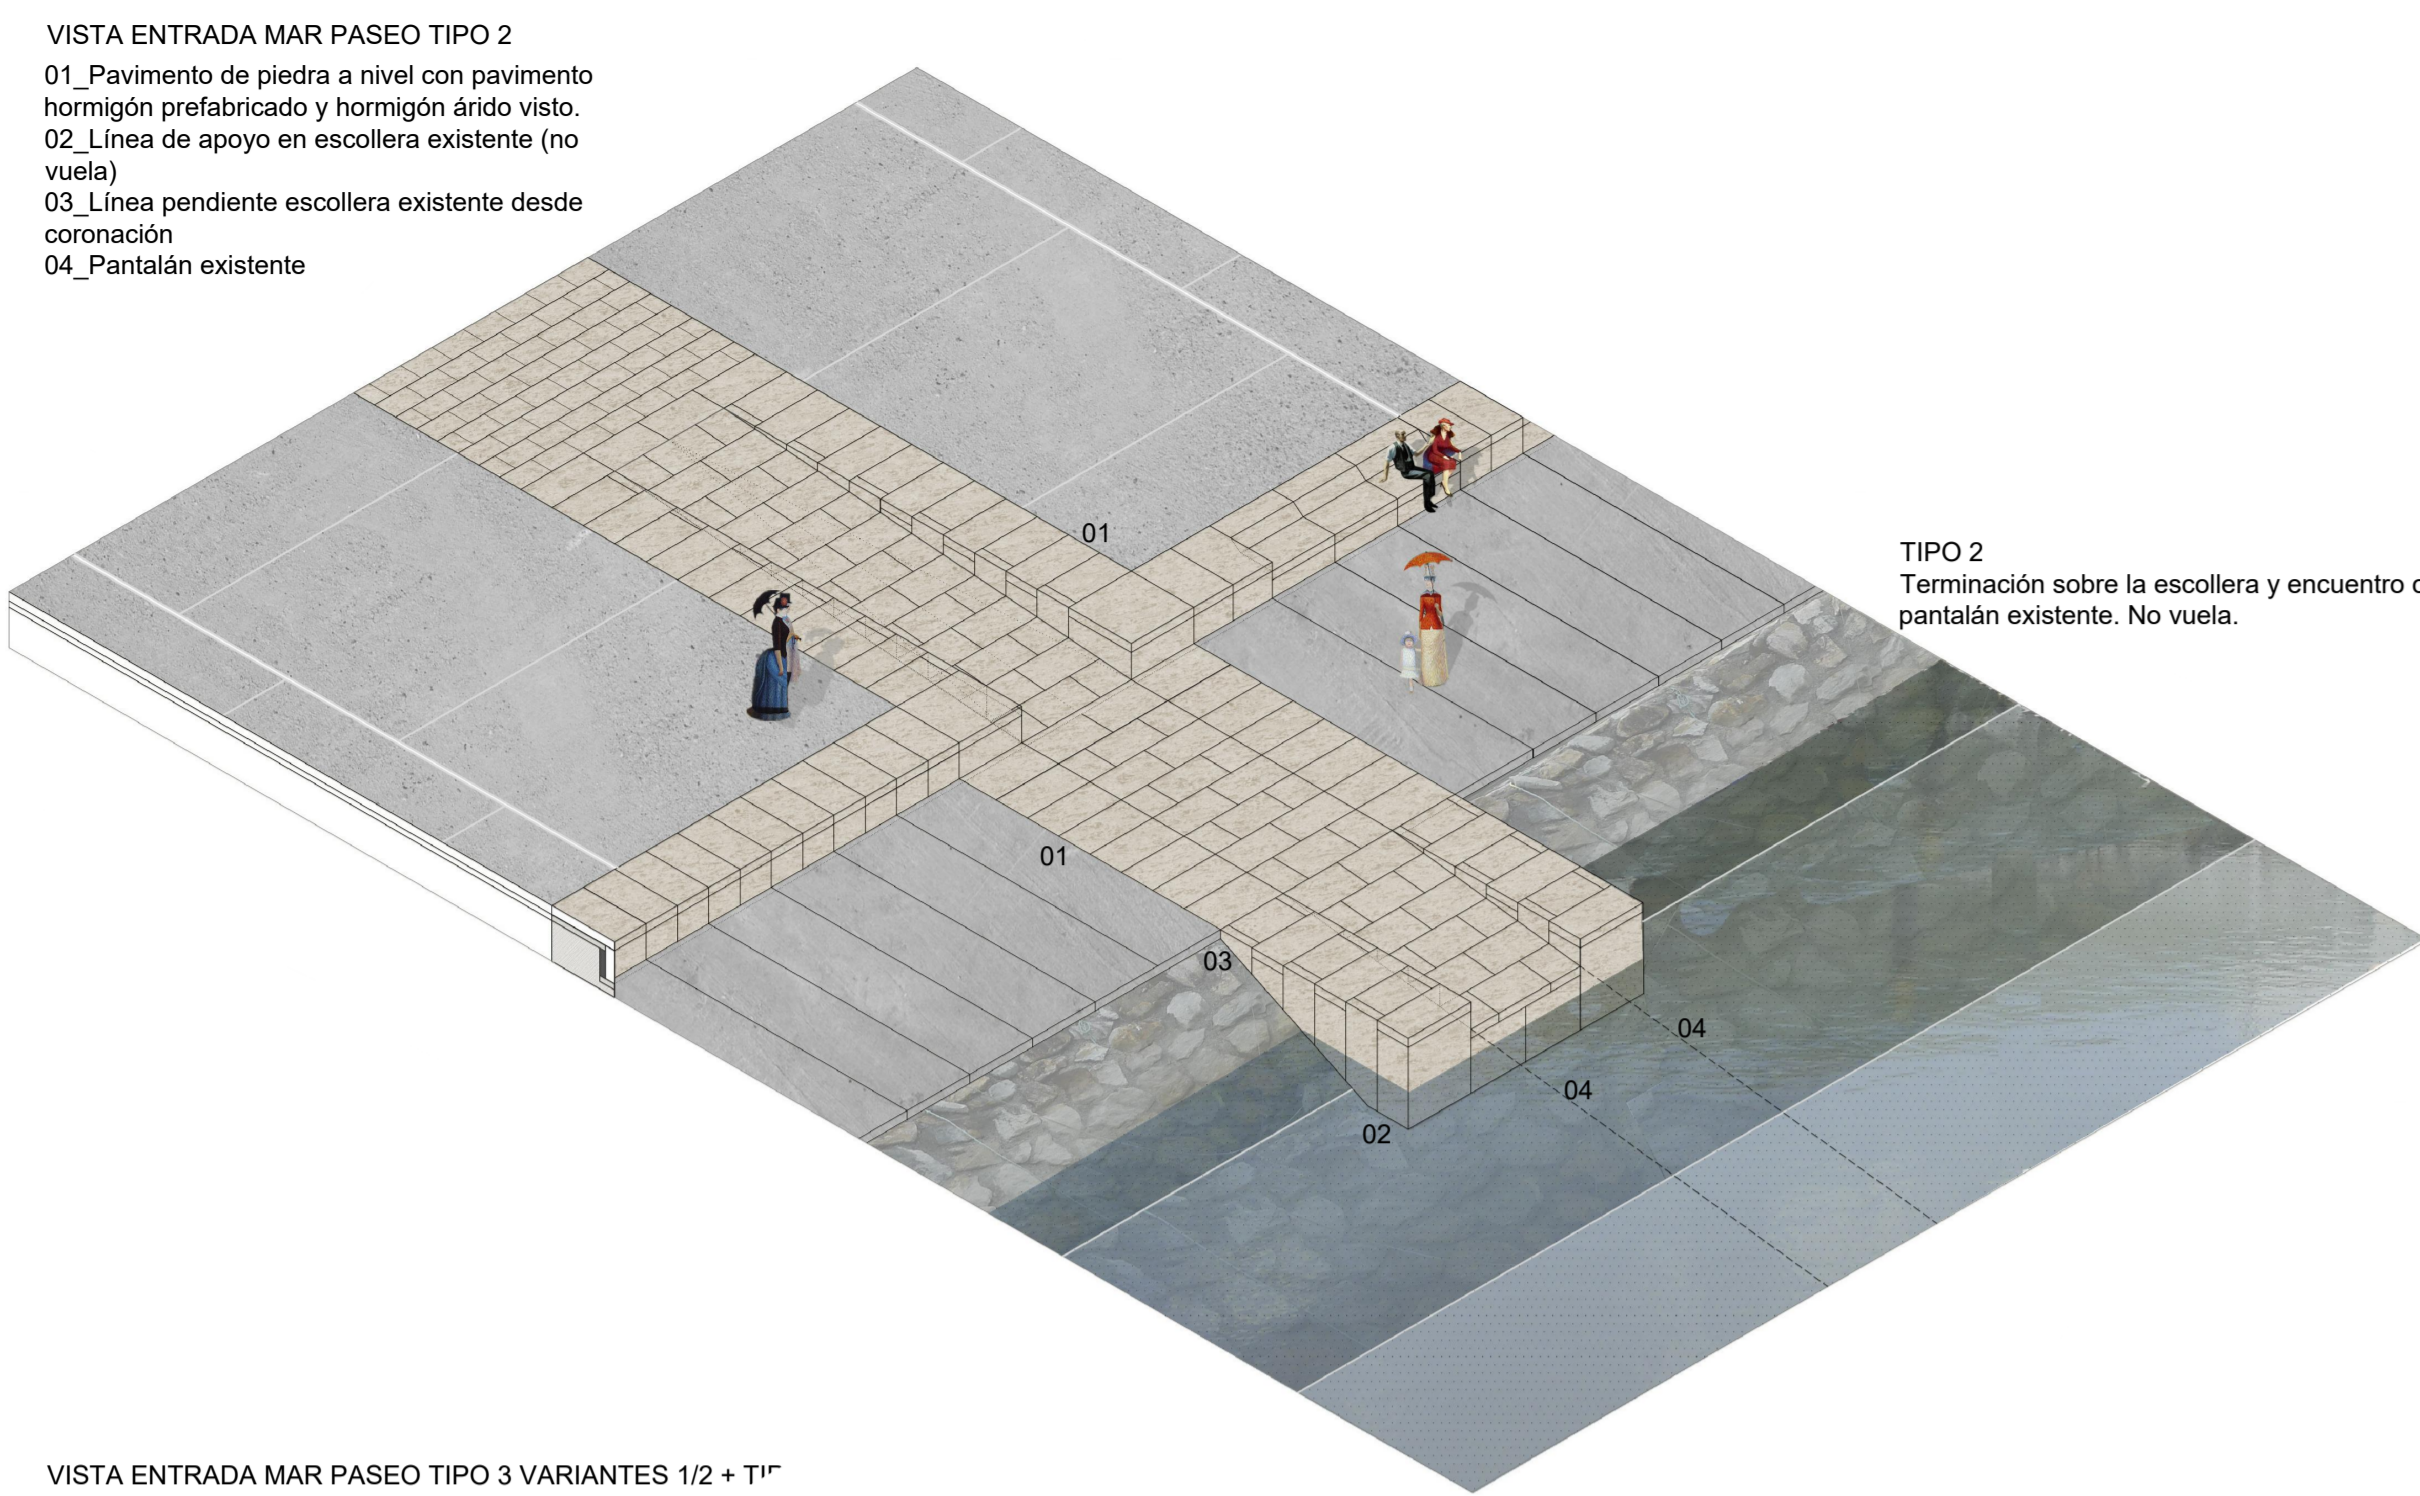 VISTA ENTRADA MAR PASEO TIPO 2
01_Pavimento de piedra a nivel con pavimento
hormigón prefabricado y hormigón árido visto.
02_Línea de apoyo en escollera existente (no
vuela)
03_Línea pendiente escollera existente desde
coronación
04_Pantalán existente
01
TIPO 2
Terminación sobre la escollera y encuentro
pantalán existente. No vuela.
01
03
04
04
02
VISTA ENTRADA MAR PASEO TIPO 3 VARIANTES 1/2 +